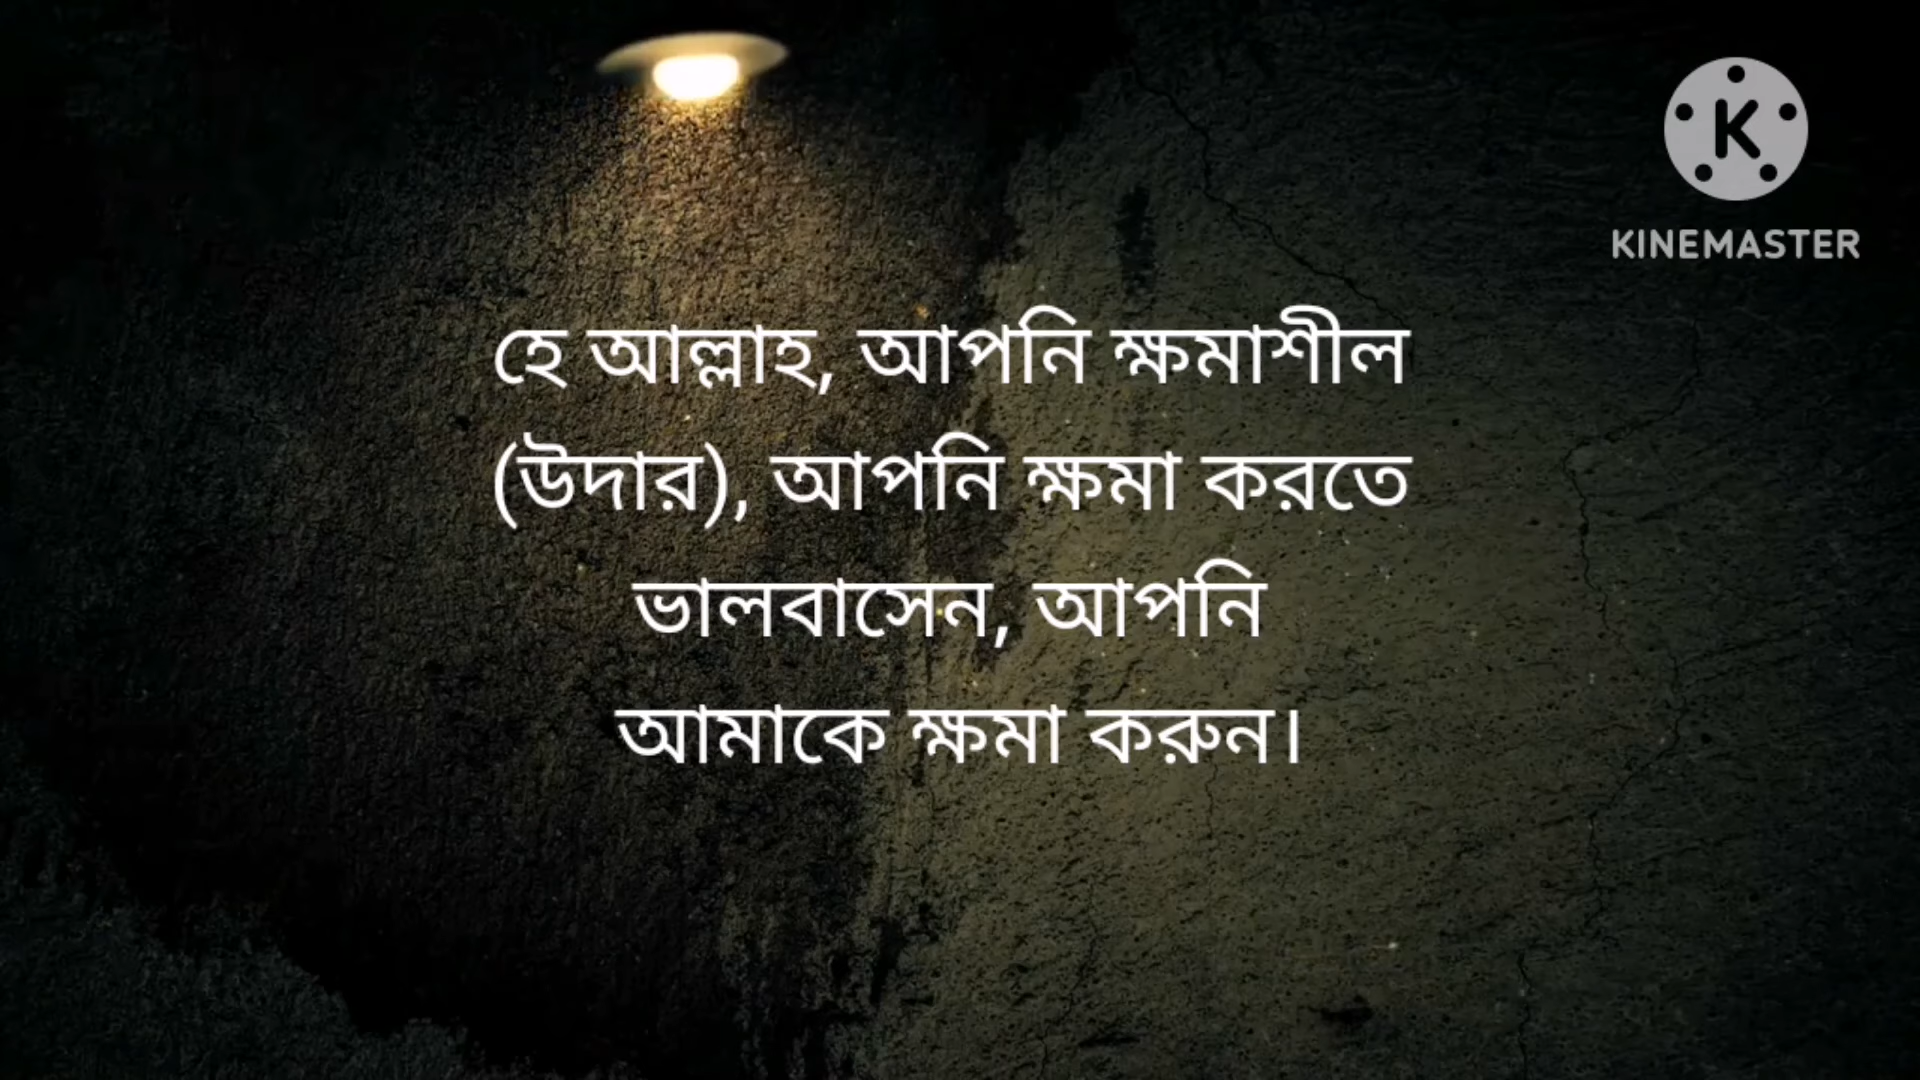 K
KINEMASTER
হে আল্লাহ, আপনি ক্ষমাশীল
(উদার), আপনি ক্ষমা করতে
ভালবাসেন, আপনি
আমাকে ক্ষমা করুন।